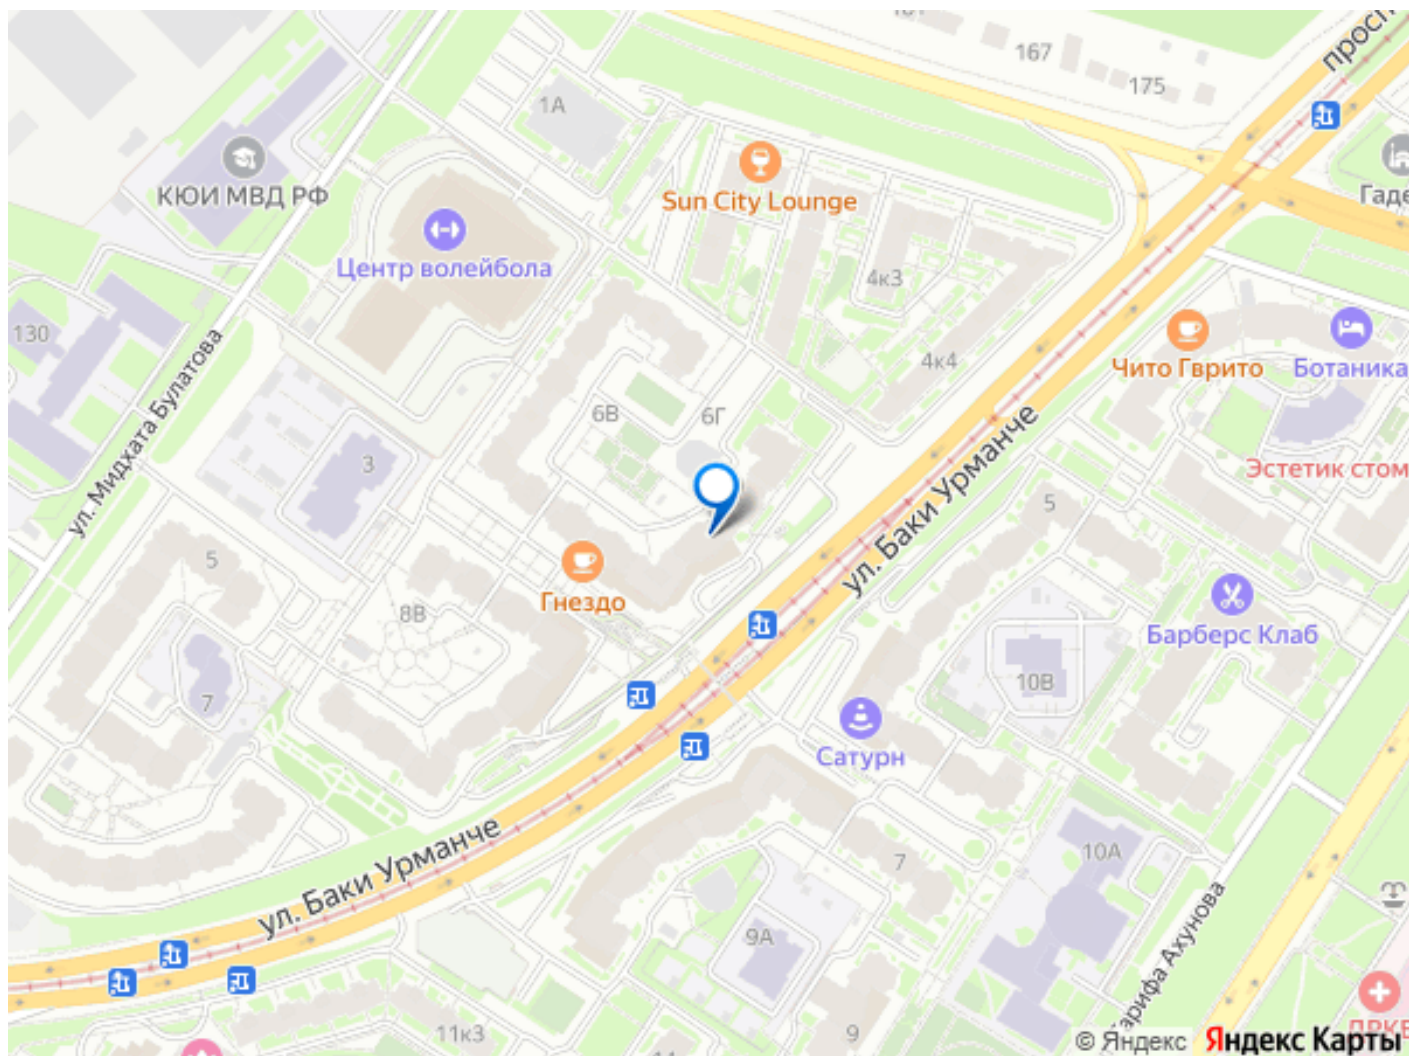 167
175
1А
КЮИ МВД РФ
Sun City Lounge
Центр волейбола
4к3
4к4
130
Чито Гврито
Ботаника
6В
6Г
3
ул. Мидхата Булатова
Эстетик стом
ул. Баки Урманче
5
5
Гнездо
8В
Барберс Клаб
10В
7
Сатурн
ул. Баки Урманче
7
10А
9А
11к3
9
© Яндекс Яндекс Карты